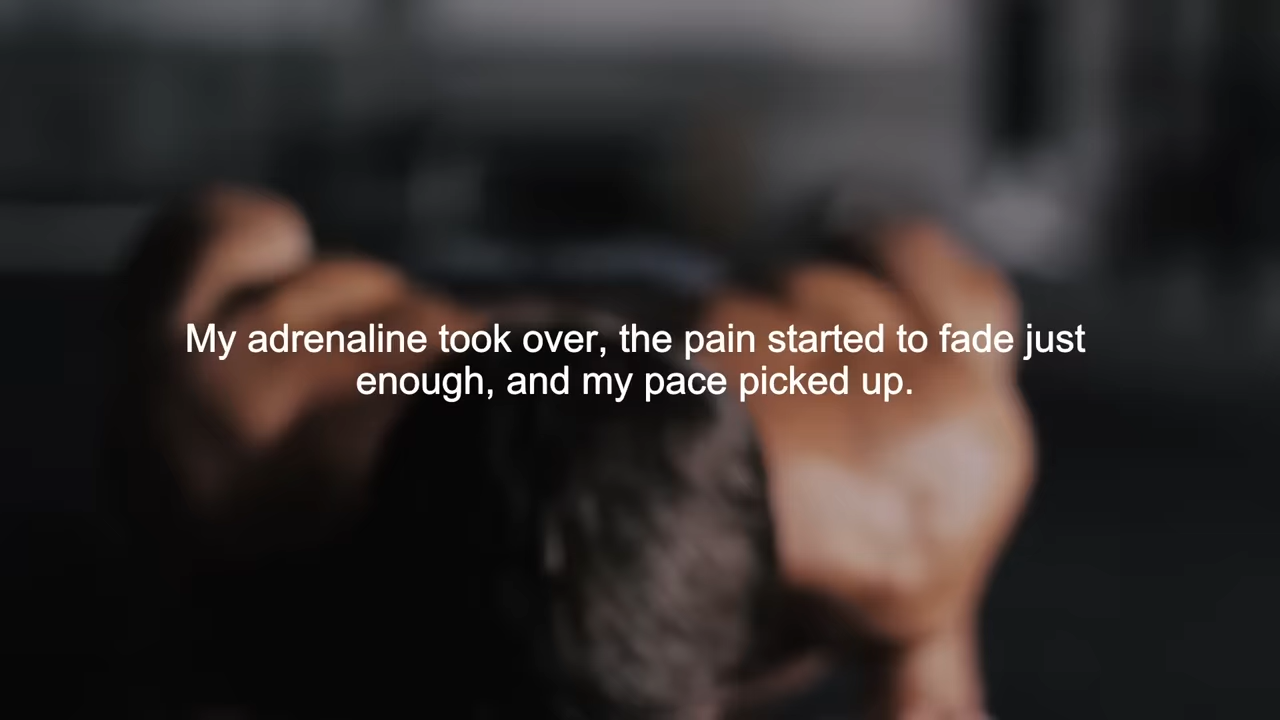 My adrenaline took over, the pain started to fade just
enough, and my pace picked up.